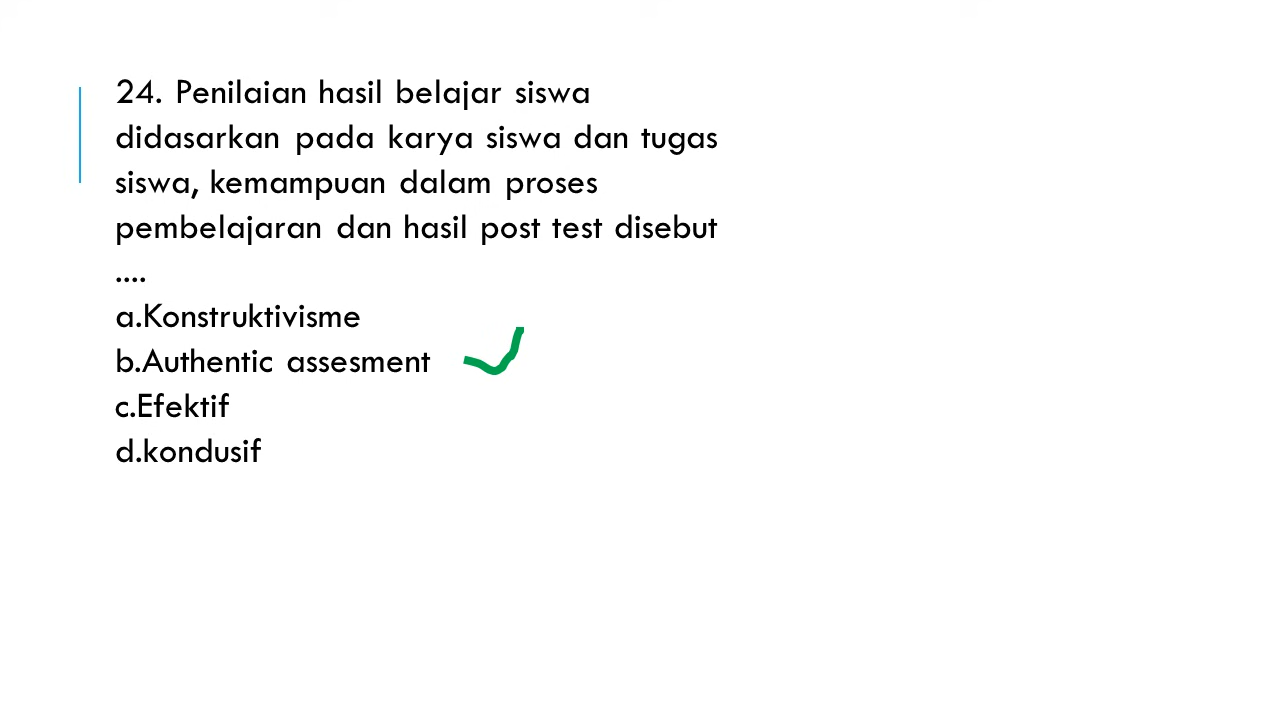 24. Penilaian hasil belajar siswa
didasarkan pada karya siswa dan tugas
siswa, kemampuan dalam proses
pembelajaran dan hasil post test disebut
....
a.Konstruktivisme
b.Authentic assesment
c.Efektif
d.kondusif